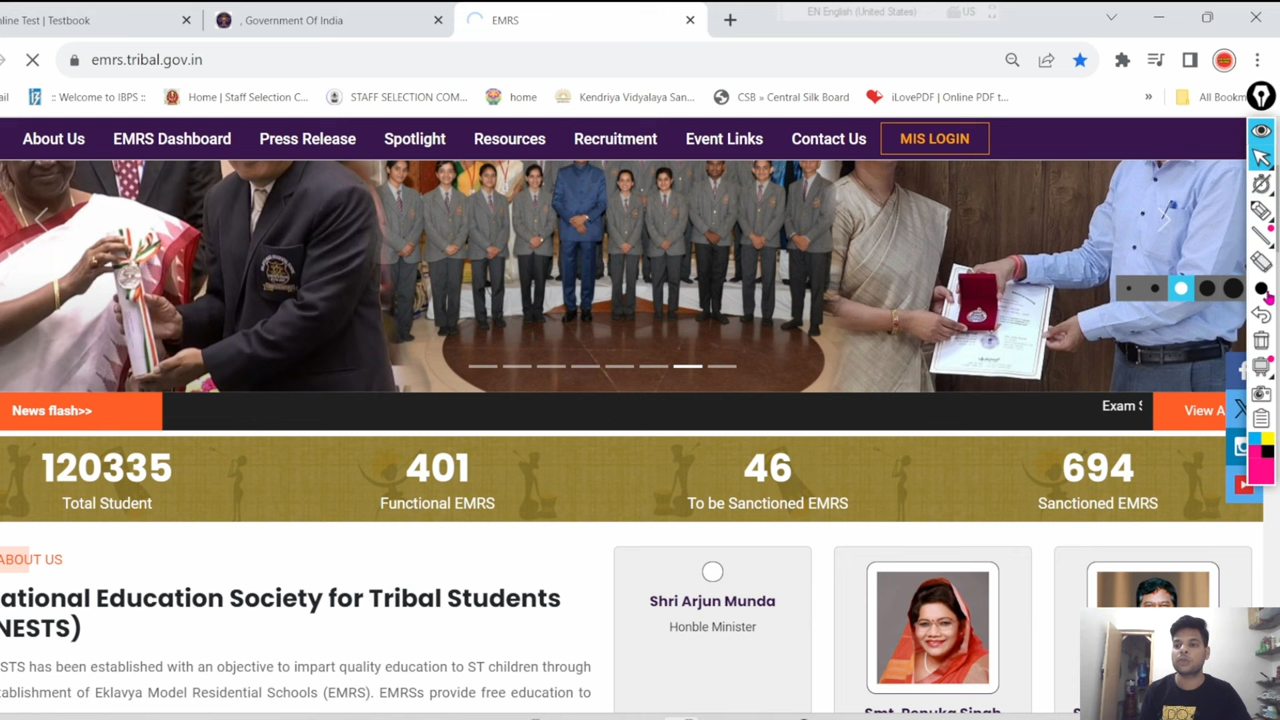 nline Test | Testbook
, Government Of India
EMRS
EN English (United States)
US
emrs.tribal.gov.in
ail
:: Welcome to IBPS ::
Home | Staff Selection C...
STAFF SELECTION COM...
home
Kendriya Vidyalaya San...
CSB » Central Silk Board
iLovePDF | Online PDF t...
»
All Bookm
About Us
EMRS Dashboard
Press Release
Spotlight
Resources
Recruitment
Event Links
Contact Us
MIS LOGIN
News flash>>
Exam S
View A
120335
401
46
694
Total Student
Functional EMRS
To be Sanctioned EMRS
Sanctioned EMRS
ABOUT US
ational Education Society for Tribal Students
NESTS)
STS has been established with an objective to impart quality education to ST children through
tablishment of Eklavya Model Residential Schools (EMRS). EMRSs provide free education to
Shri Arjun Munda
Honble Minister
Smt. Renuka Singh